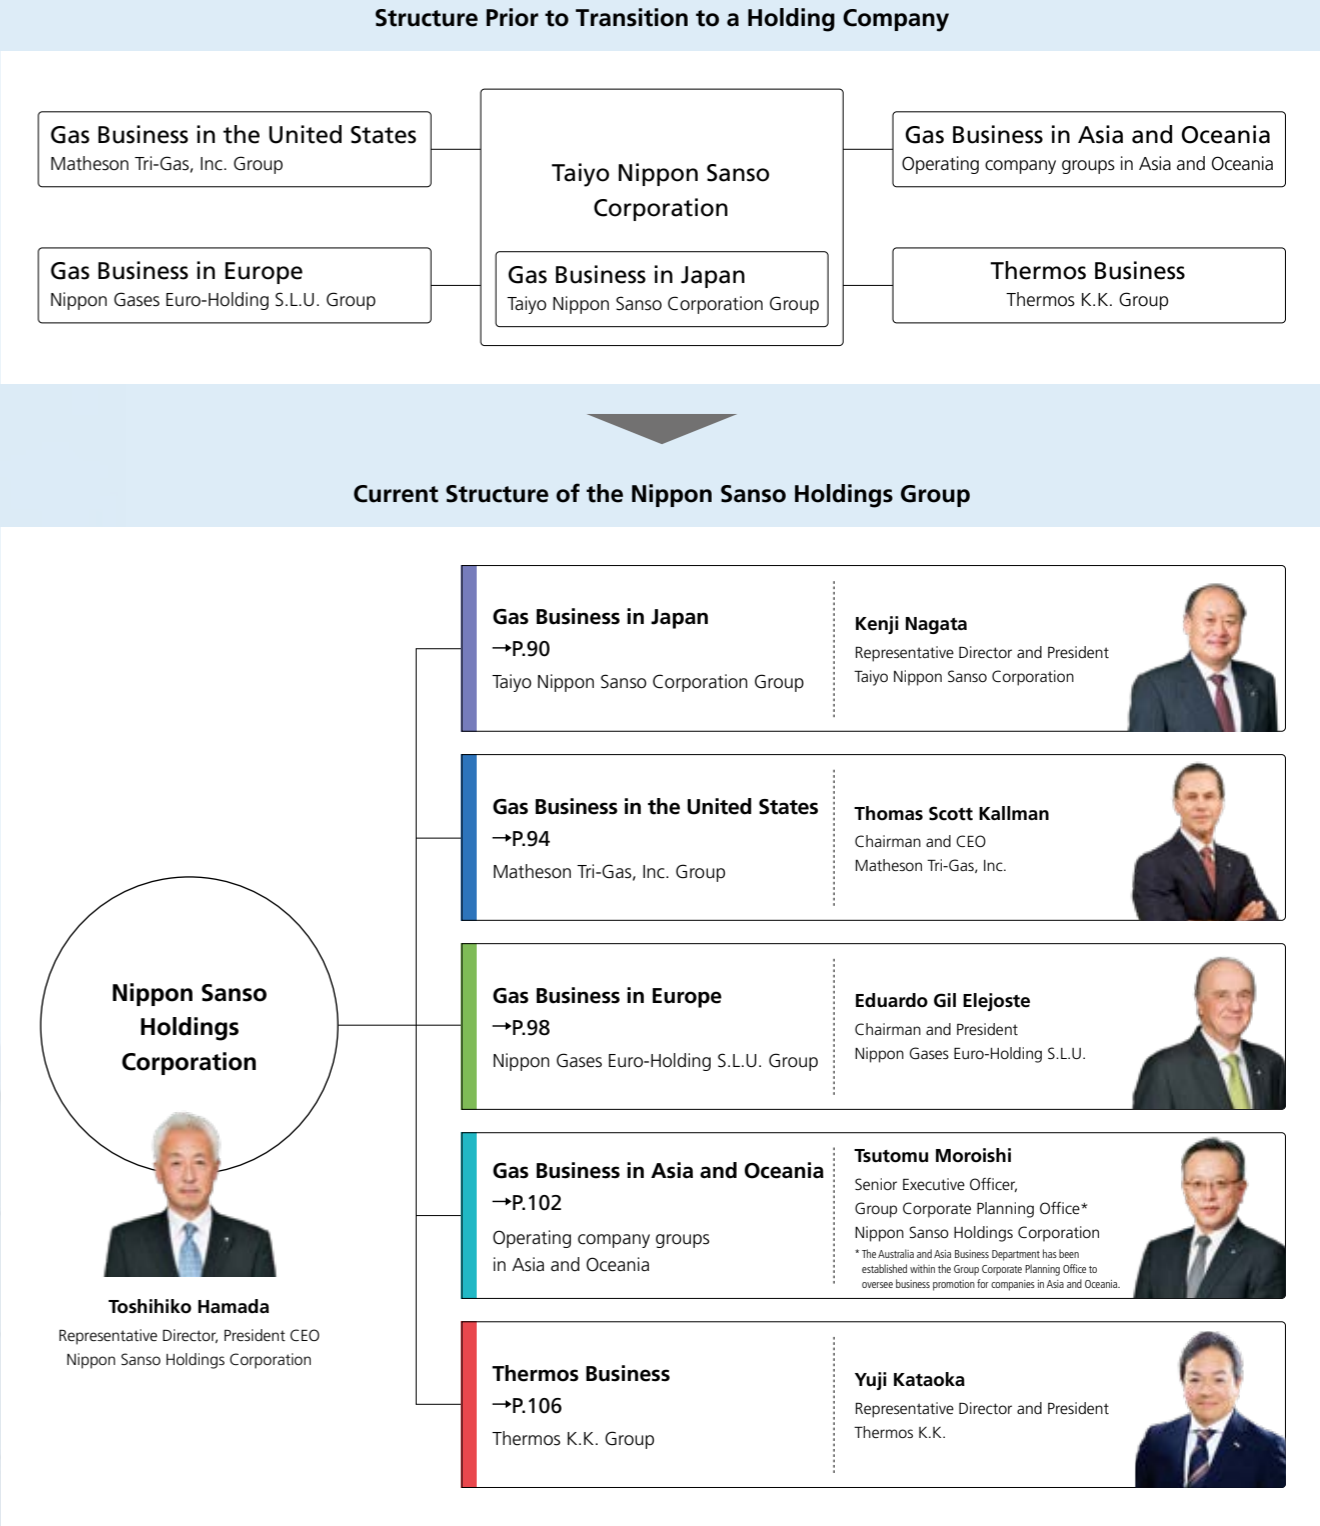 Structure Prior to Transition to a Holding Company
Gas Business in the United States
Matheson Tri-Gas, Inc. Group
Gas Business in Europe
Nippon Gases Euro-Holding S.L.U. Group
Taiyo Nippon Sanso
Corporation
Gas Business in Japan
Taiyo Nippon Sanso Corporation Group
Gas Business in Asia and Oceania
Operating company groups in Asia and Oceania
Thermos Business
Thermos K.K. Group
Current Structure of the Nippon Sanso Holdings Group
Nippon Sanso
Holdings
Corporation
Toshihiko Hamada
Representative Director, President CEO
Nippon Sanso Holdings Corporation
Gas Business in Japan
→P.90
Taiyo Nippon Sanso Corporation Group
Kenji Nagata
Representative Director and President
Taiyo Nippon Sanso Corporation
Gas Business in the United States
→P.94
Matheson Tri-Gas, Inc. Group
Thomas Scott Kallman
Chairman and CEO
Matheson Tri-Gas, Inc.
Gas Business in Europe
→P.98
Nippon Gases Euro-Holding S.L.U. Group
Eduardo Gil Elejoste
Chairman and President
Nippon Gases Euro-Holding S.L.U.
Gas Business in Asia and Oceania
→P.102
Operating company groups
in Asia and Oceania
Tsutomu Moroishi
Senior Executive Officer,
Group Corporate Planning Office*
Nippon Sanso Holdings Corporation
* The Australia and Asia Business Department has been
established within the Group Corporate Planning Office to
oversee business promotion for companies in Asia and Oceania.
Thermos Business
→P.106
Thermos K.K. Group
Yuji Kataoka
Representative Director and President
Thermos K.K.